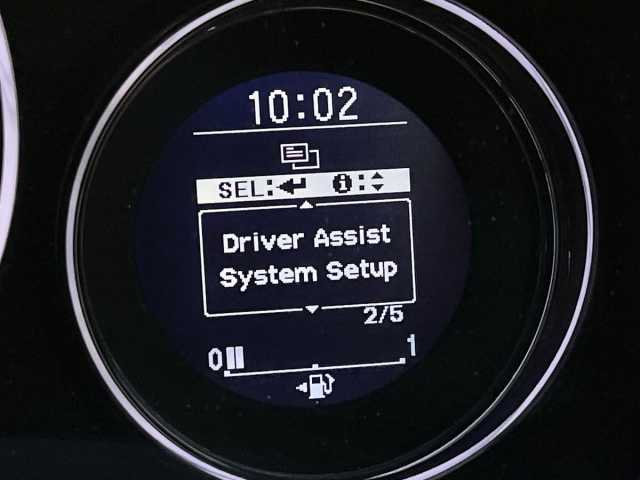 10:02
SEL: i:
Driver Assist
System Setup
2/5
0 1